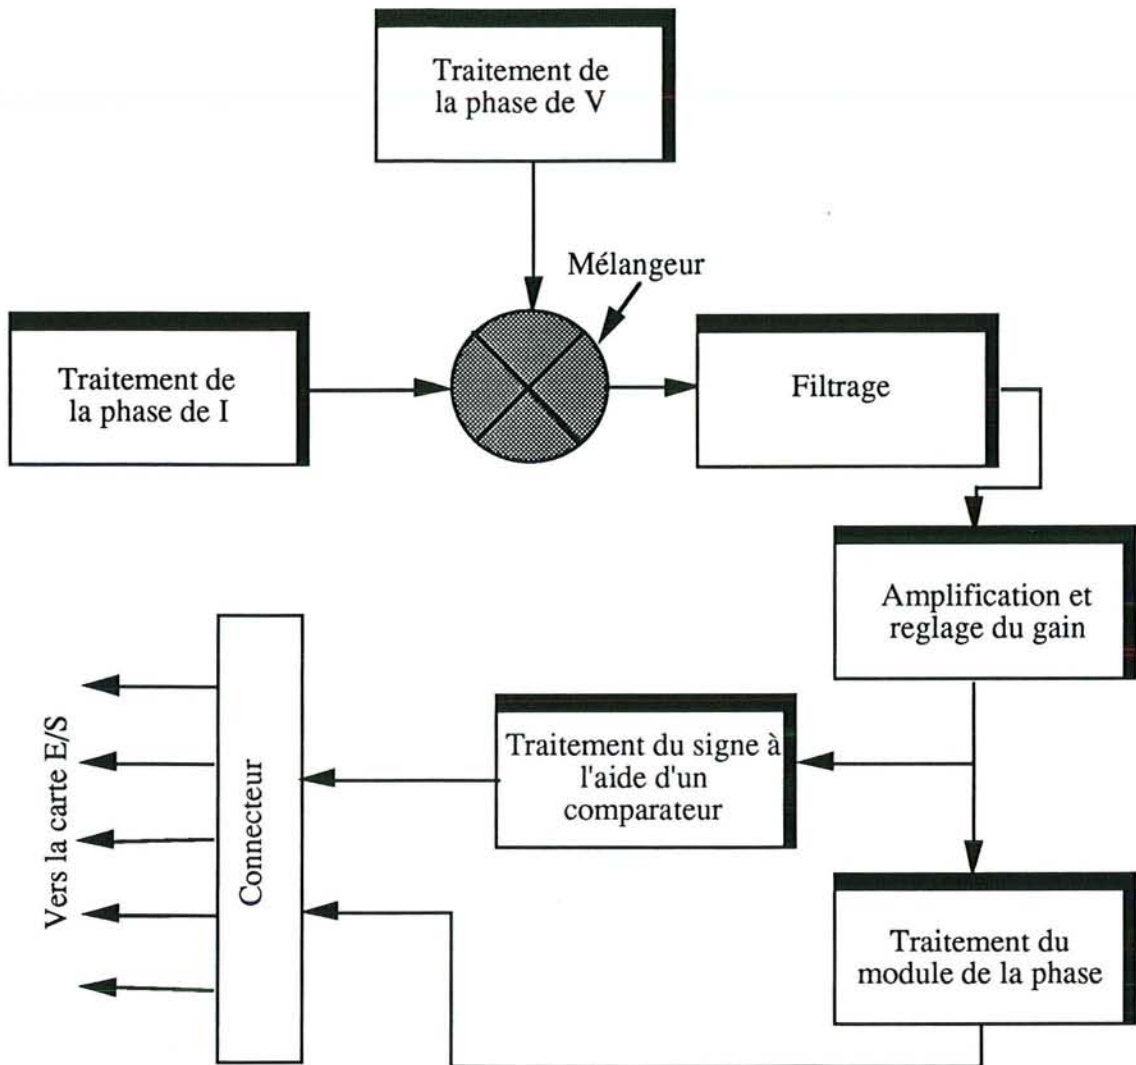 Traitement de
la phase de V
Mélangeur
Traitement de
la phase de I
Filtrage
Amplification et
reglage du gain
Traitement du signe à
l'aide d'un
comparateur
Connecteur
Vers la carte E/S
Traitement du
module de la phase